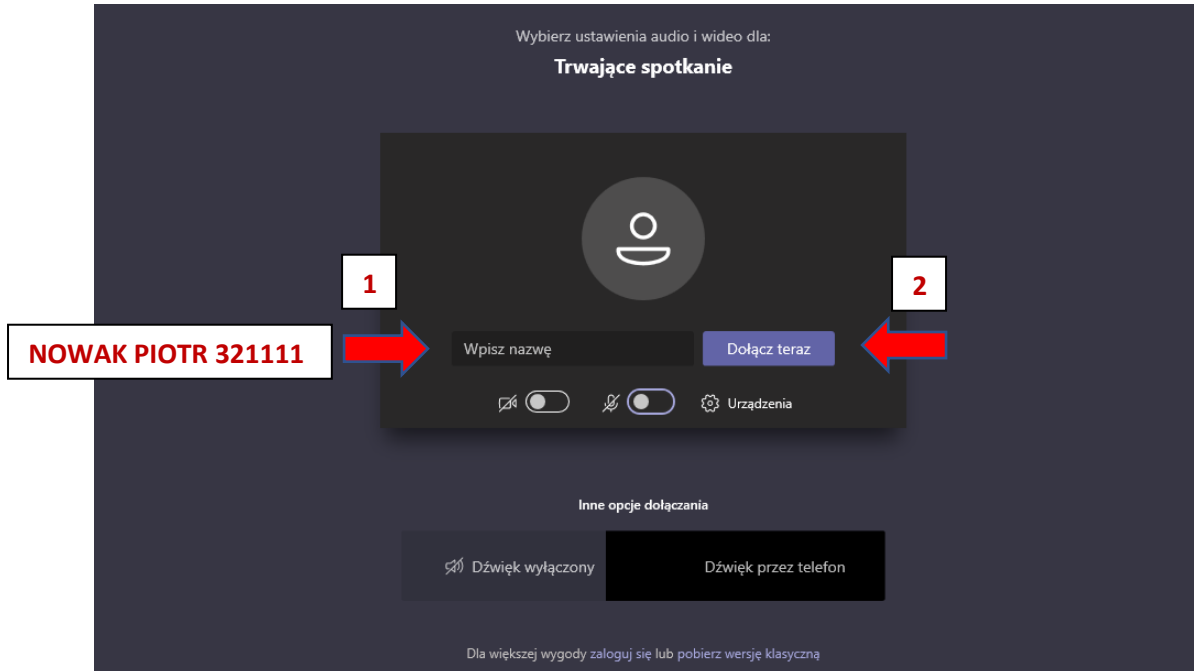 Wybierz ustawienia audio i wideo dla:
Trwające spotkanie
1
2
NOWAK PIOTR 321111
Wpisz nazwę
Dołącz teraz
Urządzenia
Inne opcje dołączania
Dźwięk wyłączony
Dźwięk przez telefon
Dla większej wygody zaloguj się lub pobierz wersję klasyczną